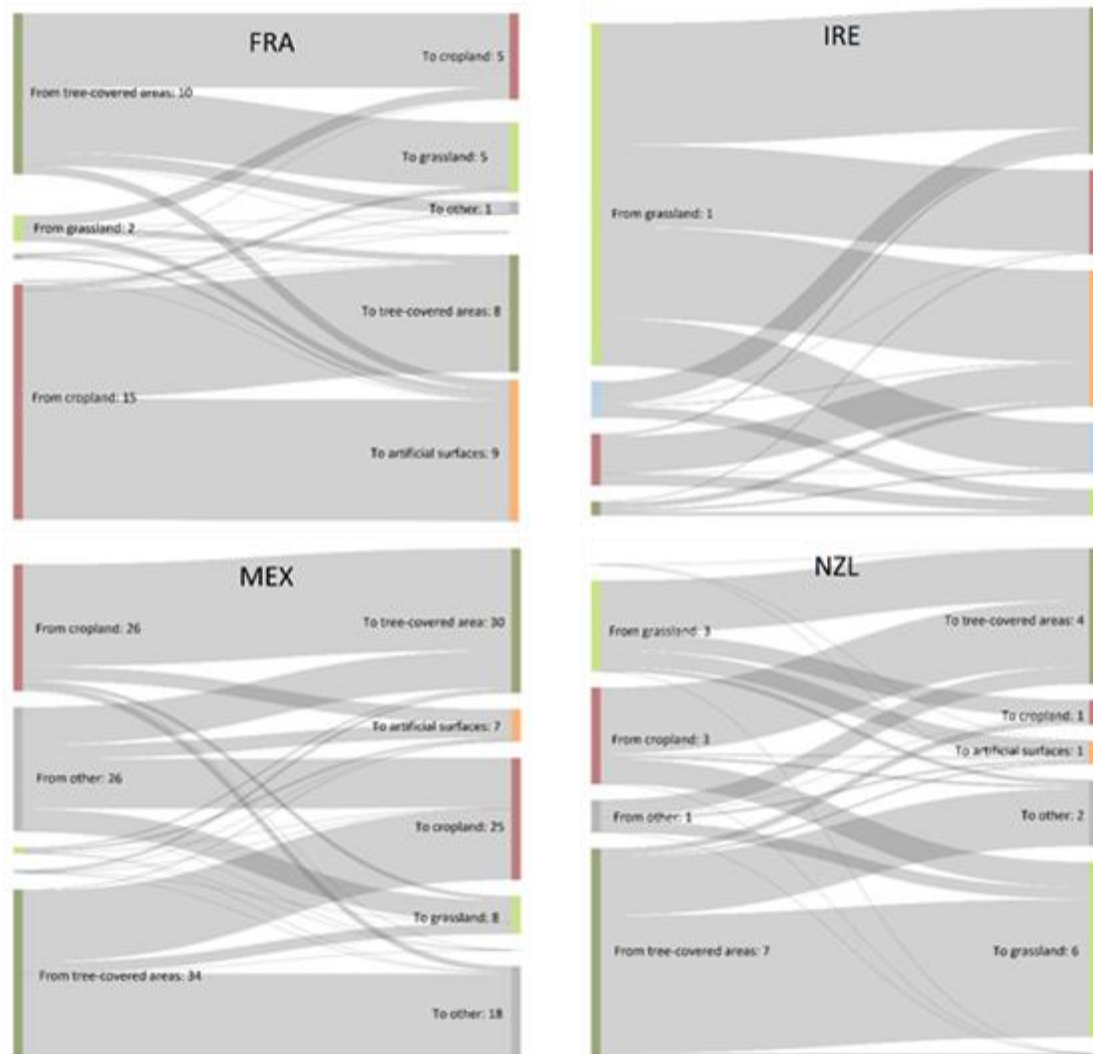 FRA
To cropland: 5
From tree-covered areas: 10
To grassland: 5
To other: 1
From grassland: 2
To tree-covered areas: 8
From cropland: 15
To artificial surfaces: 9
IRE
From grassland: 1
MEX
To tree-covered area: 30
From cropland: 26
To artificial surfaces: 7
From other: 26
To cropland: 25
To grassland: 8
From tree-covered areas: 34
To other: 18
NZL
To tree-covered areas: 4
From grassland: 3
To cropland: 1
From cropland: 3
To artificial surfaces: 1
From other: 1
To other: 2
From tree-covered areas: 7
To grassland: 6